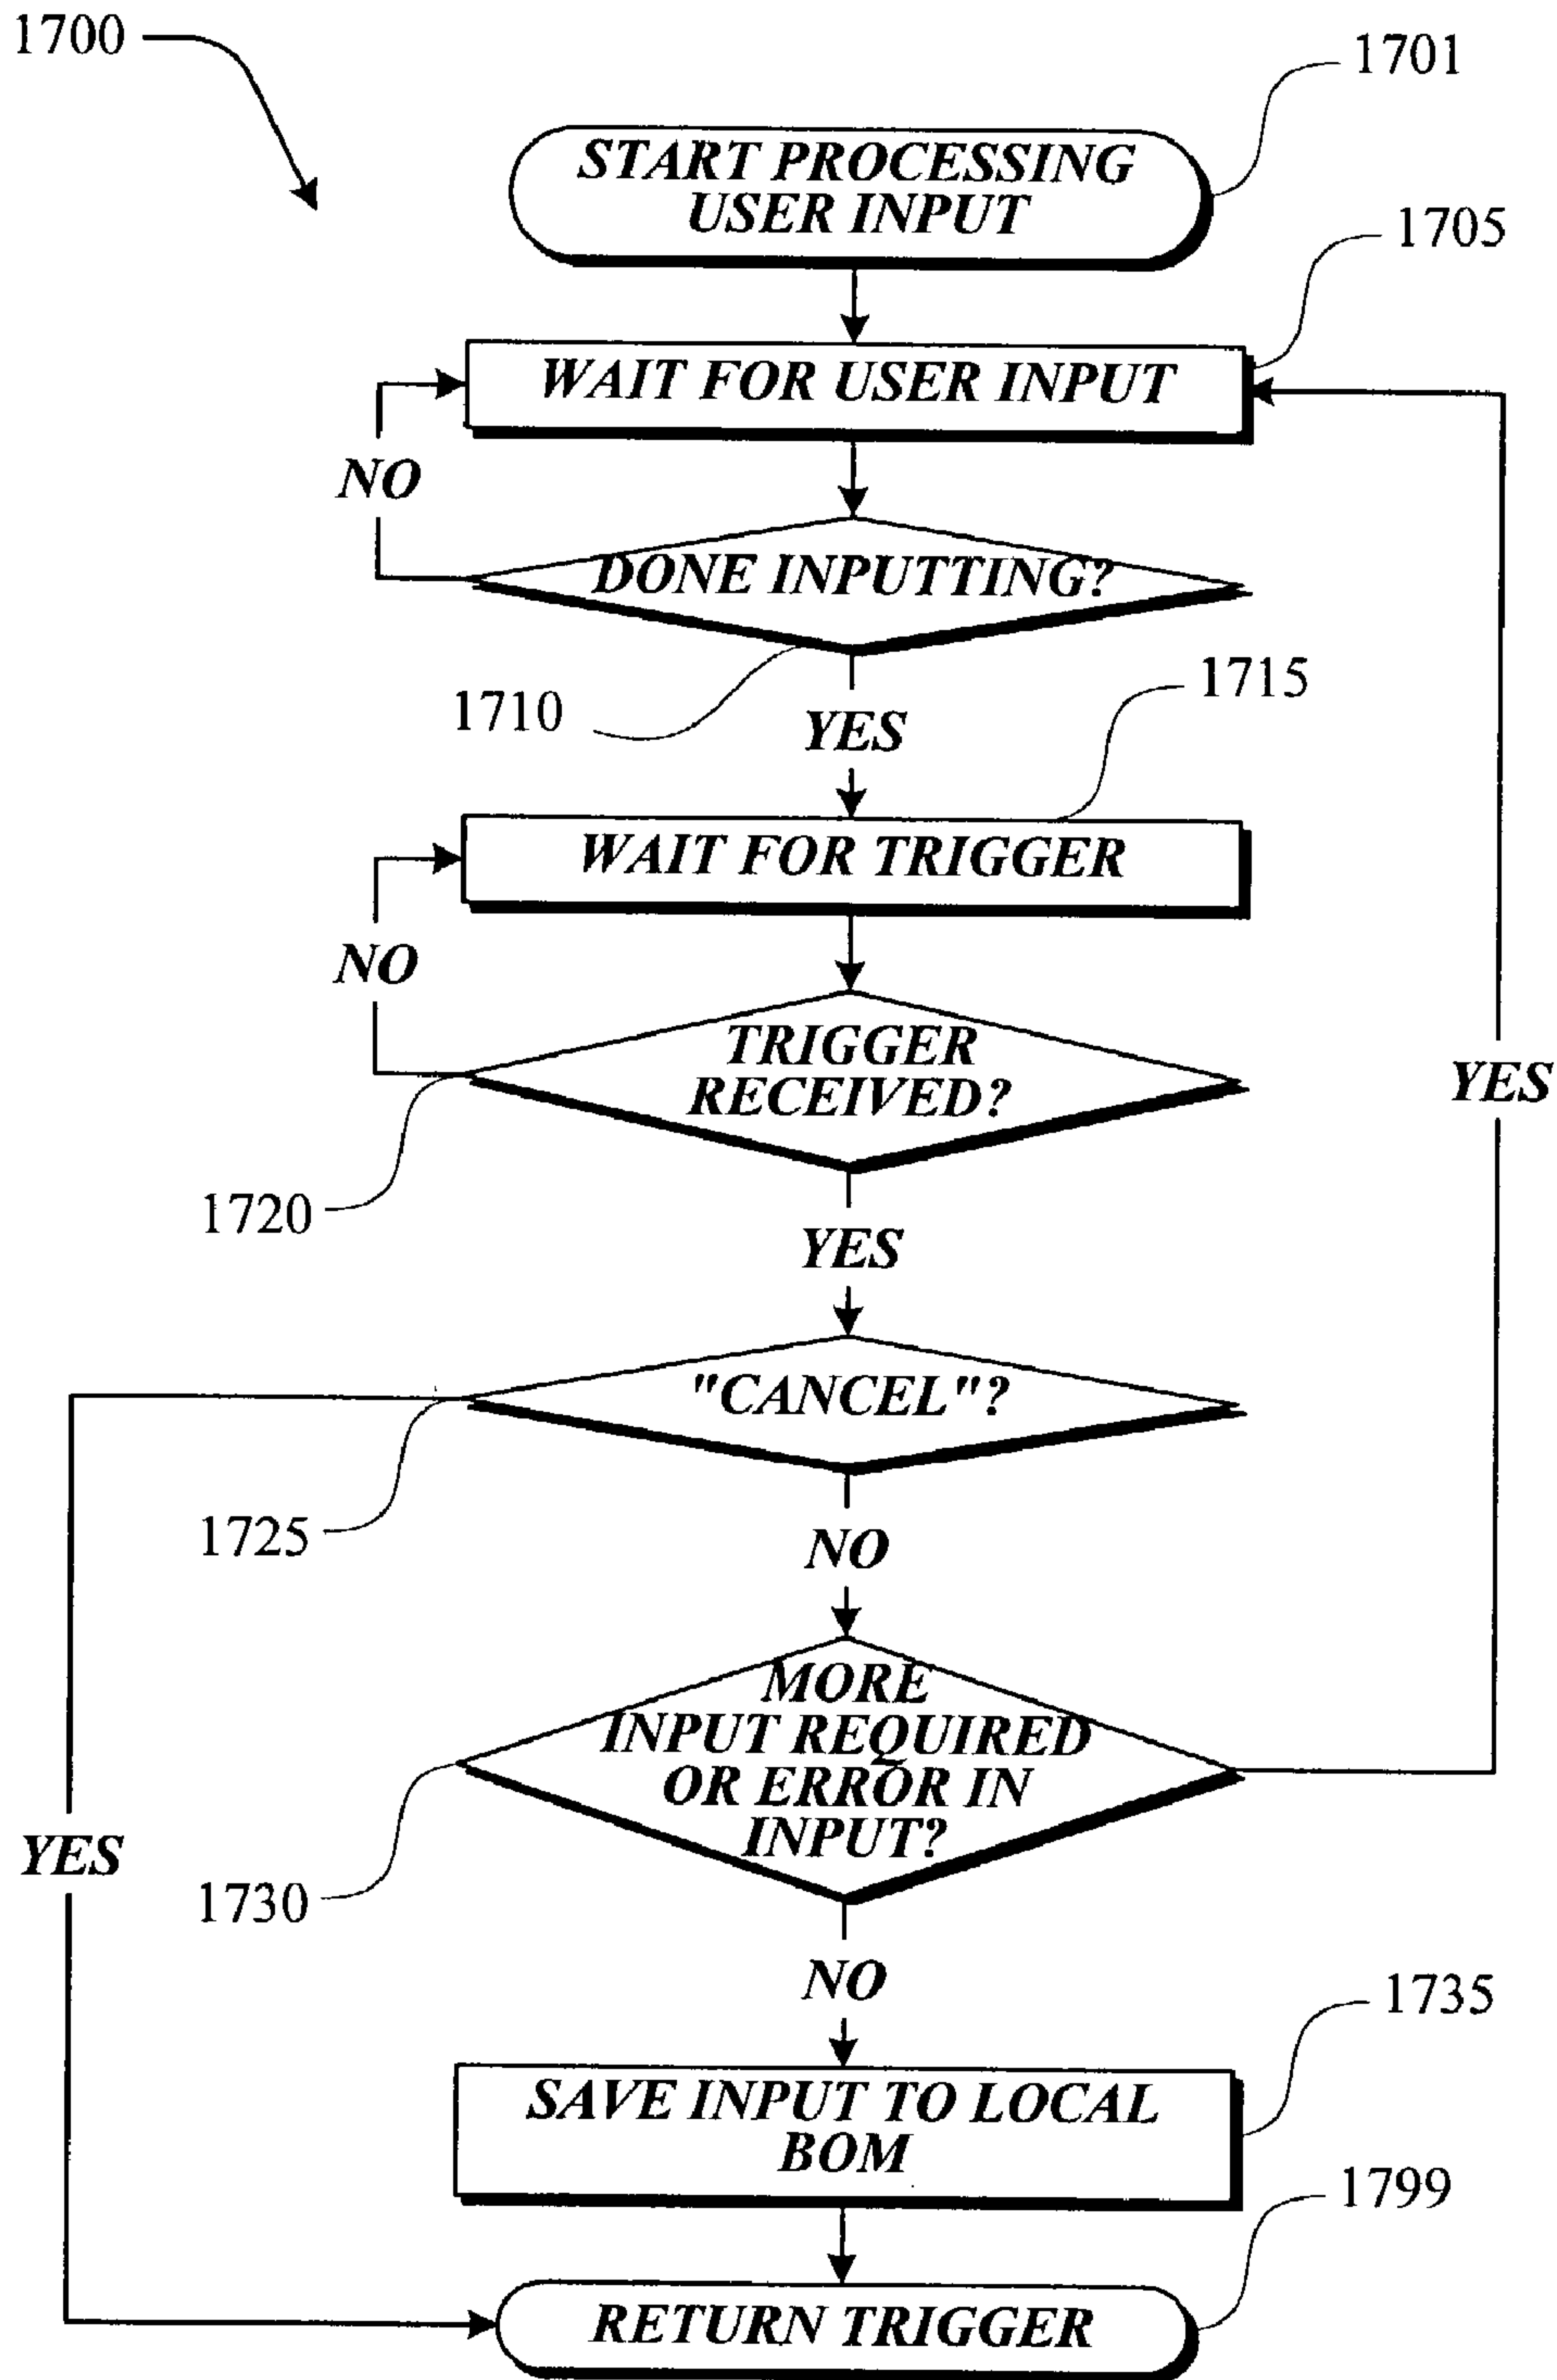 1700
1701
START PROCESSING
USER INPUT
1705
WAIT FOR USER INPUT
NO
DONE INPUTTING?
1710
YES
1715
WAIT FOR TRIGGER
NO
TRIGGER
RECEIVED?
YES
1720
YES
"CANCEL"?
1725
NO
MORE
INPUT REQUIRED
OR ERROR IN
INPUT?
YES
1730
NO
1735
SAVE INPUT TO LOCAL
BOM
1799
RETURN TRIGGER